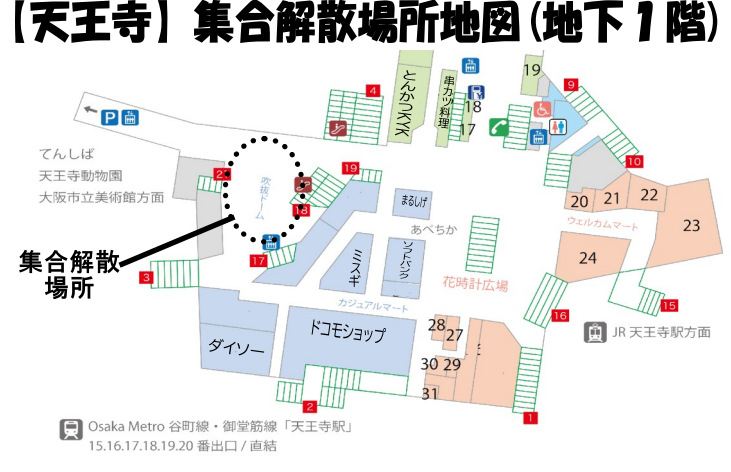 【天王寺】集合解散場所地図(地下１階)
19
9
4
とんかつKYK
串カツ料理
18
17
P
てんしば
天王寺動物園
大阪市立美術館方面
2
吹抜ドーム
19
18
10
まるしげ
あべちか
20
21
22
23
ウェルカムマート
24
集合解散
場所
3
17
ミスギ
ソフトバンク
花時計広場
カジュアルマート
16
15
JR 天王寺駅方面
ダイソー
ドコモショップ
28
27
30
29
31
2
1
Osaka Metro 谷町線・御堂筋線「天王寺駅」
15.16.17.18.19.20 番出口 / 直結